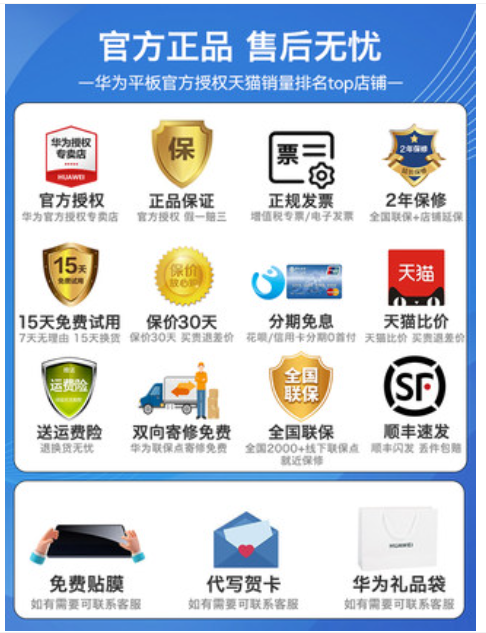 官方正品 售后无忧
华为平板官方授权天猫销量排名top店铺
华为授权
专卖店
HUAWEI
保
票
2年保修
官方授权
正品保证
正规发票
2年保修
华为官方授权专卖店
官方授权 假一赔三
增值税专票/电子发票
全国联保+店铺延保
15天
免费试用
保价
放心购
天猫
15天免费试用
保价30天
分期免息
天猫比价
7天无理由 15天换货
保价30天 买贵退差价
花呗/信用卡分期0首付
天猫比价 买贵退差价
运费险
全国
联保
SF
送运费险
双向寄修免费
全国联保
顺丰速发
退换货无忧
华为联保点寄修免费
全国2000+线下联保点
就近保修
顺丰闪发 丢件包赔
HUAWEI
免费贴膜
代写贺卡
华为礼品袋
如有需要可联系客服
如有需要可联系客服
如有需要可联系客服